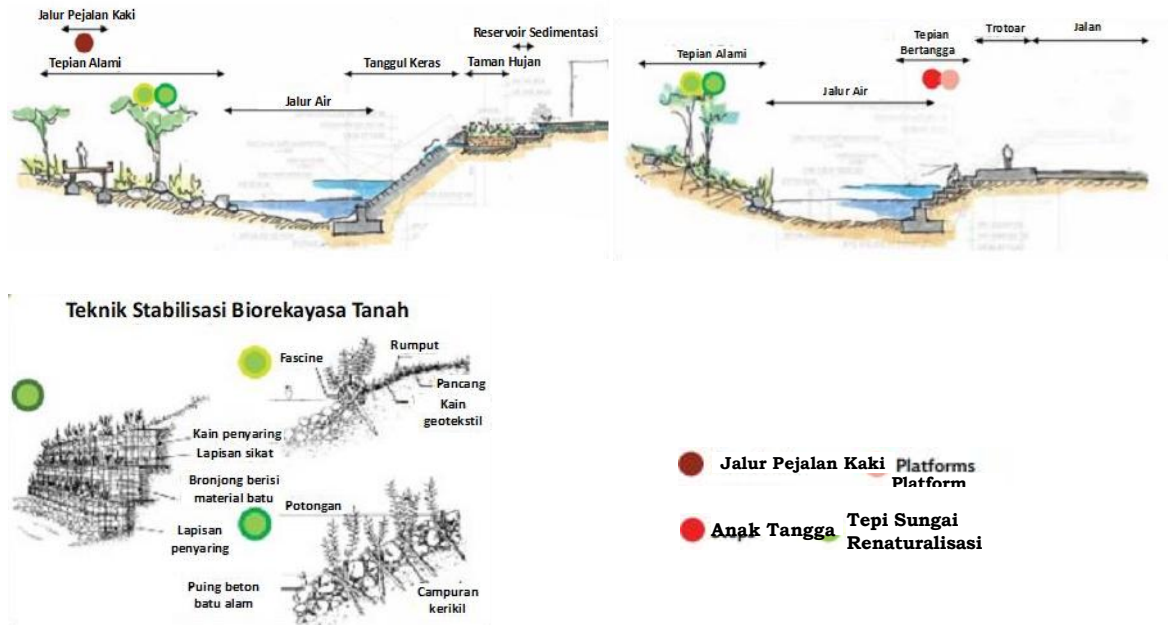 Jalur Pejalan Kaki
Reservoir Sedimentasi
Tepian Alami
Tanggul Keras
Taman Hujan
Jalur Air
Tepian Alami
Tepian
Bertangga
Trotoar
Jalan
Jalur Air
Teknik Stabilisasi Biorekayasa Tanah
Fascine
Rumput
Pancang
Kain
geotekstil
Kain penyaring
Lapisan sikat
Bronjong berisi
material batu
Lapisan
penyaring
Potongan
Puing beton
batu alam
Campuran
kerikil
Jalur Pejalan Kaki
Platforms
Platform
Anak Tangga
Tepi Sungai
Renaturalisasi